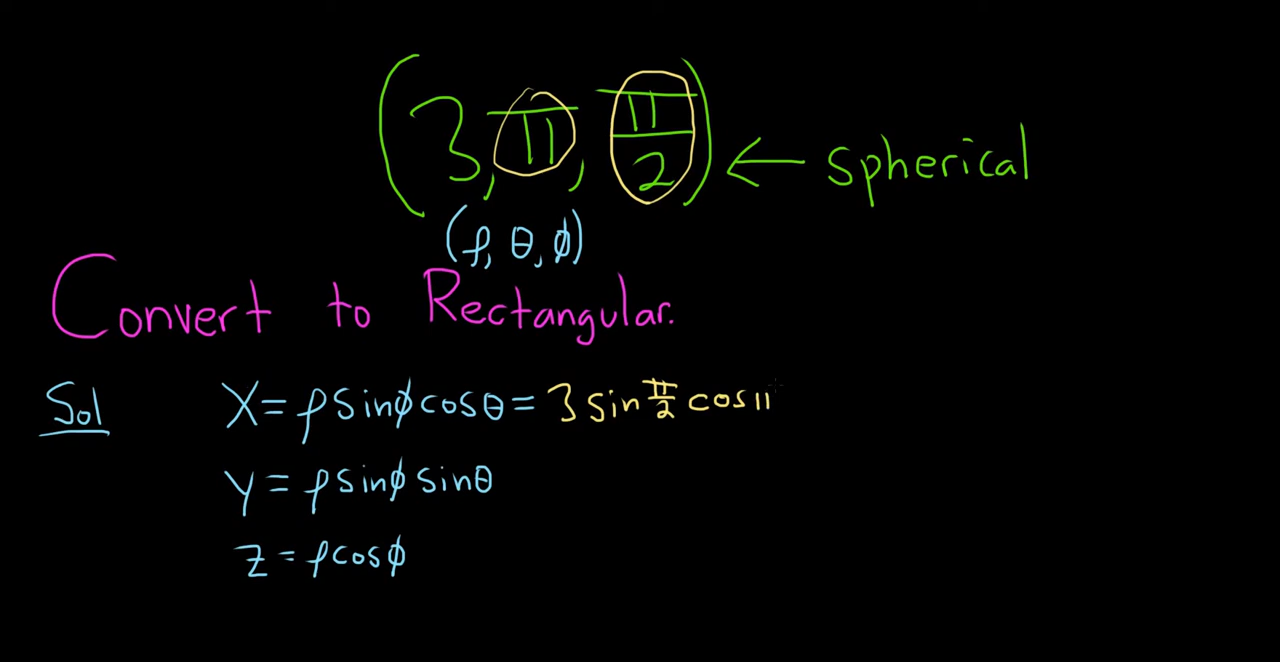 (3, π, π/2) ← spherical
(ρ, θ, φ)
Convert to Rectangular.
Sol X = ρ sinφ cosθ = 3 sin π/2 cos π
y = ρ sinφ sinθ
z = ρ cosφ